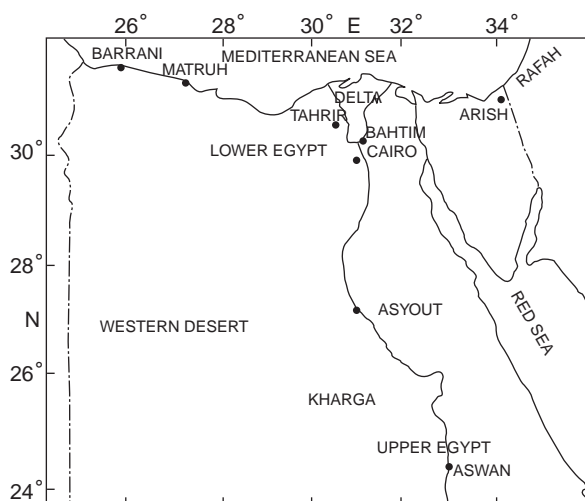 26° 28° 30° E 32° 34°
BARRANI
MEDITERRANEAN SEA
RAFAH
MATRUH
DELTA
ARISH
TAHRIR
BAHTIM
30°
LOWER EGYPT
CAIRO
28°
RED SEA
N
ASYOUT
WESTERN DESERT
26°
KHARGA
UPPER EGYPT
ASWAN
24°